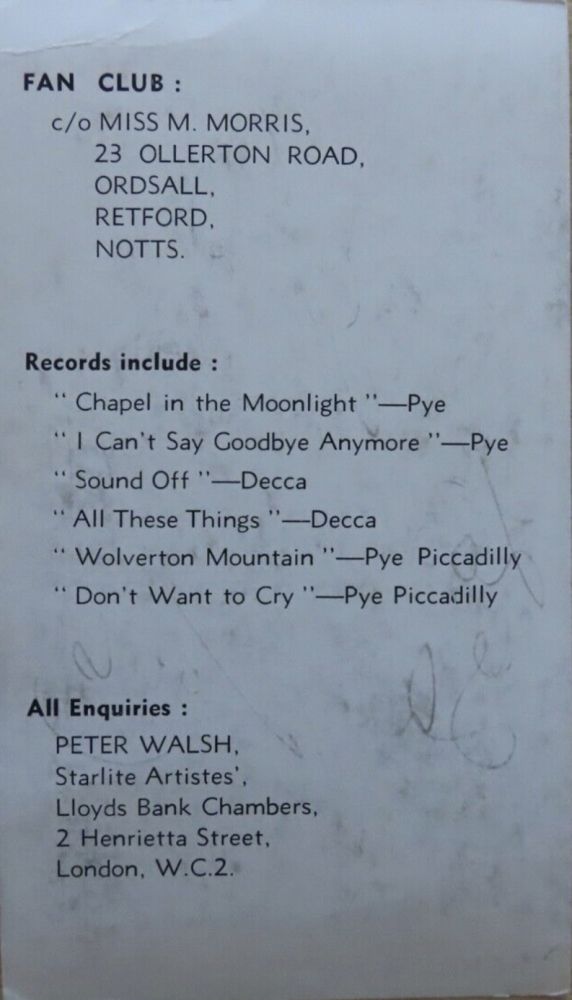 FAN CLUB :
c/o MISS M. MORRIS,
23 OLLERTON ROAD,
ORDSALL,
RETFORD,
NOTTS.
Records include :
“ Chapel in the Moonlight ”—Pye
“ I Can't Say Goodbye Anymore ”—Pye
“ Sound Off ”—Decca
“ All These Things ”—Decca
“ Wolverton Mountain ”—Pye Piccadilly
“ Don't Want to Cry ”—Pye Piccadilly
All Enquiries :
PETER WALSH,
Starlite Artistes',
Lloyds Bank Chambers,
2 Henrietta Street,
London, W.C.2.